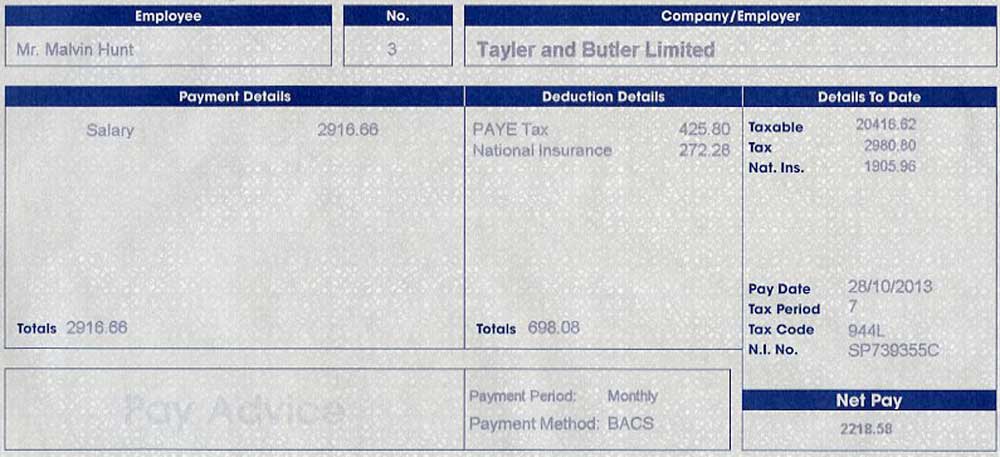 Employee
No.
Company/Employer
Mr. Malvin Hunt
3
Tayler and Butler Limited
Payment Details
Deduction Details
Details To Date
Salary 2916.66
PAYE Tax 425.80
National Insurance 272.28
Taxable 20416.62
Tax 2980.80
Nat. Ins. 1905.96
Pay Date 28/10/2013
Tax Period 7
Tax Code 944L
N.I. No. SP739355C
Totals 2916.66
Totals 698.08
Pay Advice
Payment Period: Monthly
Payment Method: BACS
Net Pay
2218.58